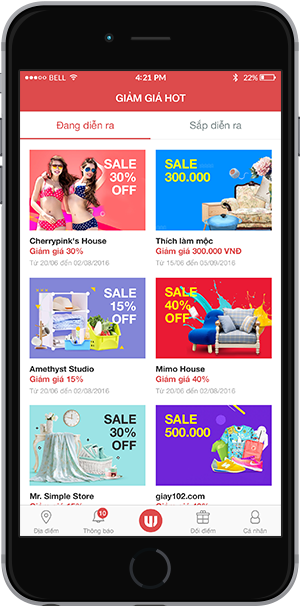 BELL
4:21 PM
22%
GIẢM GIÁ HOT
Đang diễn ra
Sắp diễn ra
SALE
30%
OFF
SALE
300.000
Cherrypink's House
Giảm giá 30%
Từ 20/06 đến 02/08/2016
Thích làm mộc
Giảm giá 300.000 VNĐ
Từ 15/06 đến 03/09/2016
SALE
15%
OFF
SALE
40%
OFF
Amethyst Studio
Giảm giá 15%
Từ 20/06 đến 02/08/2016
Mimo House
Giảm giá 40%
Từ 20/06 đến 02/08/2016
SALE
30%
OFF
SALE
500.000
Mr. Simple Store
giay102.com
10
Địa điểm
Thông báo
Đổi điểm
Cá nhân